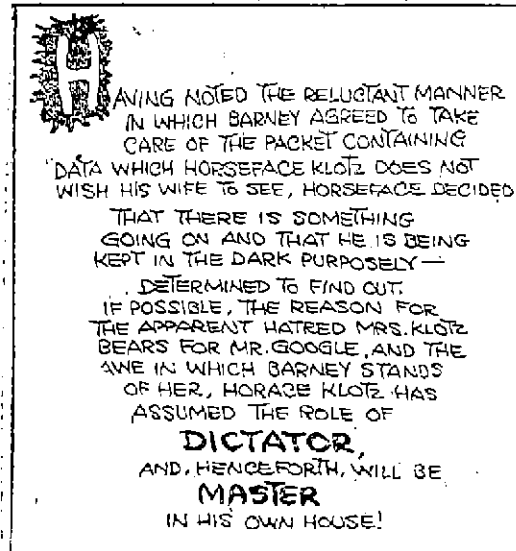 HAVING NOTED THE RELUCTANT MANNER
IN WHICH BARNEY AGREED TO TAKE
CARE OF THE PACKET CONTAINING
"DATA WHICH HORSEFACE KLOTZ DOES NOT
WISH HIS WIFE TO SEE, HORSEFACE DECIDED
THAT THERE IS SOMETHING
GOING ON AND THAT HE IS BEING
KEPT IN THE DARK PURPOSELY —
DETERMINED TO FIND OUT.
IF POSSIBLE, THE REASON FOR
THE APPARENT HATRED MRS. KLOTZ
BEARS FOR MR. GOOGLE, AND THE
AWE IN WHICH BARNEY STANDS
OF HER, HORACE KLOTZ HAS
ASSUMED THE ROLE OF
DICTATOR,
AND, HENCEFORTH, WILL BE
MASTER
IN HIS OWN HOUSE!